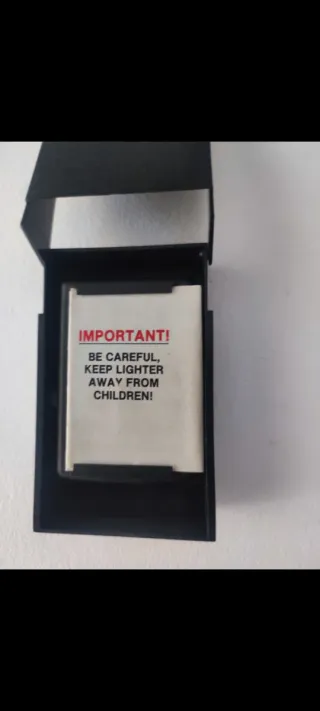 IMPORTANT!
BE CAREFUL,
KEEP LIGHTER
AWAY FROM
CHILDREN!